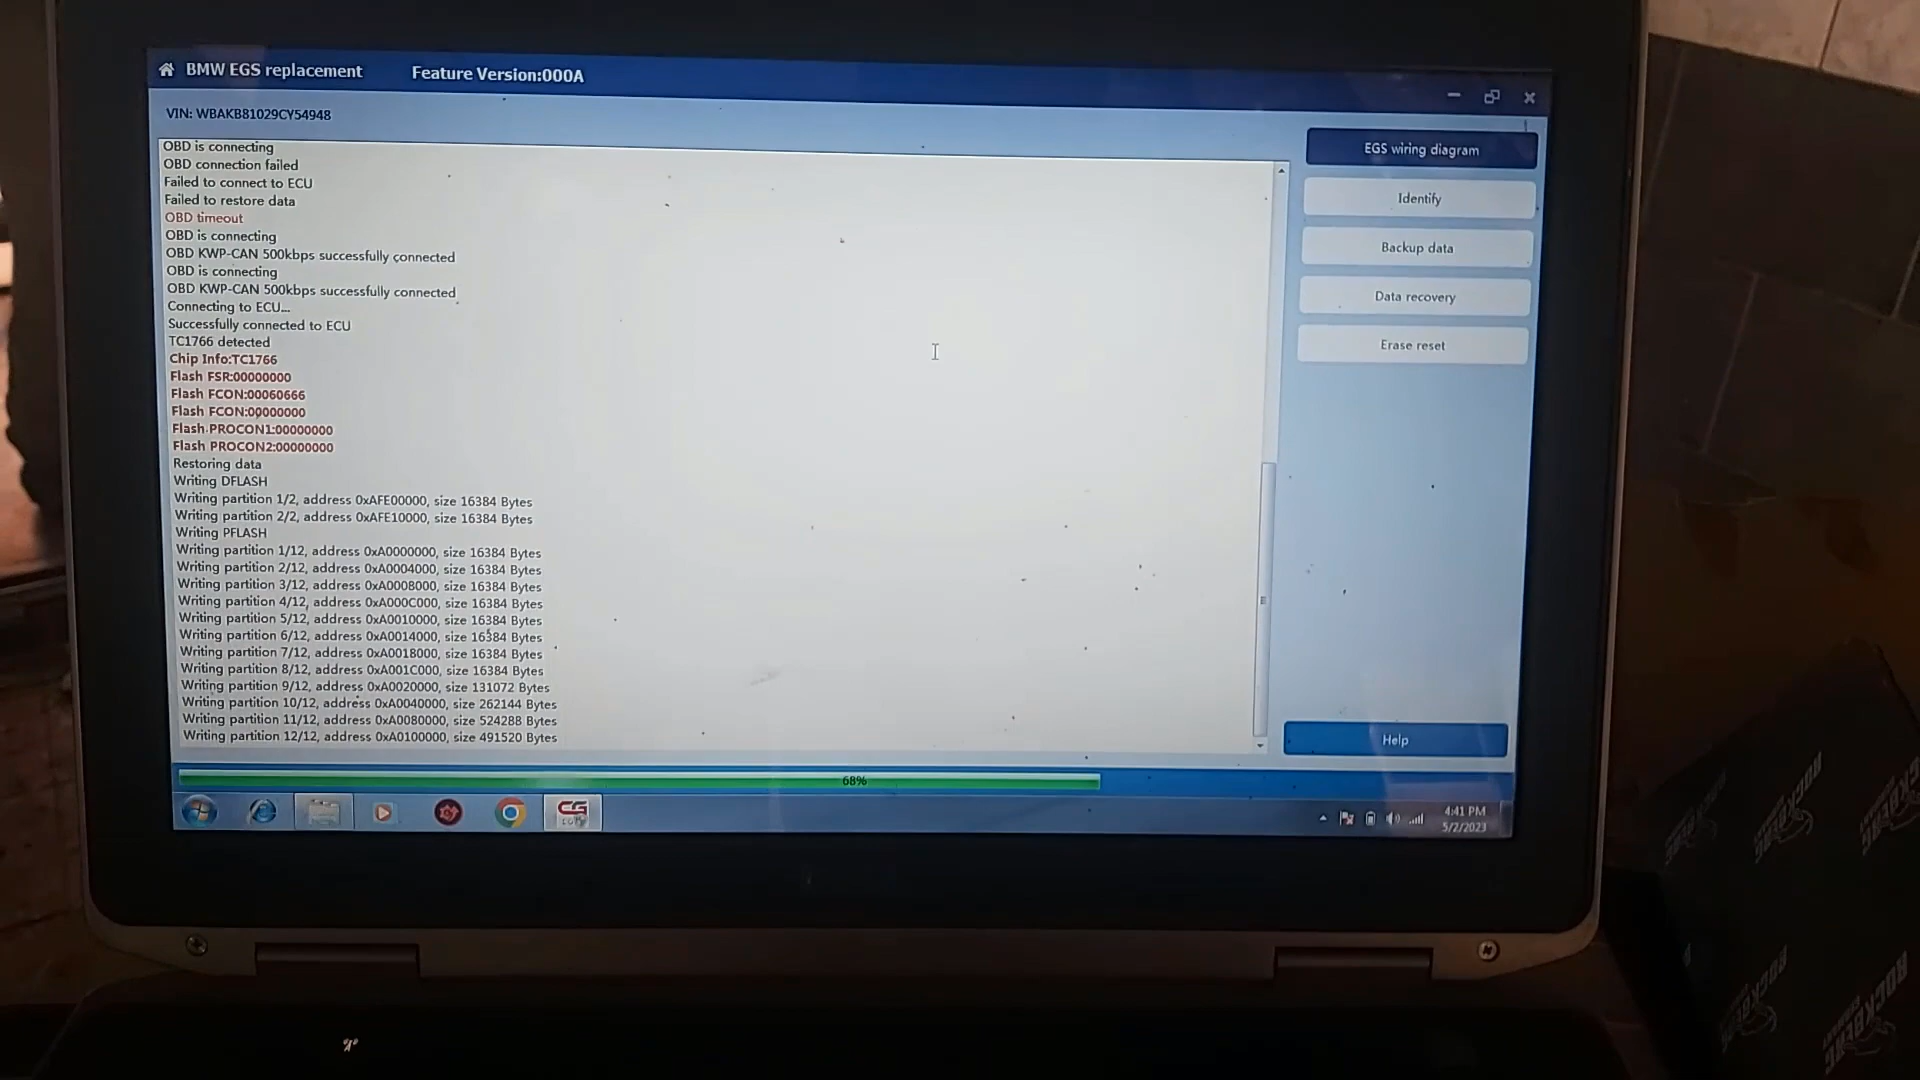 BMW EGS replacement Feature Version:000A
VIN: WBAKB81029CY54948
OBD is connecting
OBD connection failed
Failed to connect to ECU
Failed to restore data
OBD timeout
OBD is connecting
OBD KWP-CAN 500kbps successfully connected
OBD is connecting
OBD KWP-CAN 500kbps successfully connected
Connecting to ECU...
Successfully connected to ECU
TC1766 detected
Chip Info:TC1766
Flash FSR:00000000
Flash FCON:00060666
Flash FCON:00000000
Flash PROCON1:00000000
Flash PROCON2:00000000
Restoring data
Writing DFLASH
Writing partition 1/2, address 0xAFE00000, size 16384 Bytes
Writing partition 2/2, address 0xAFE10000, size 16384 Bytes
Writing PFLASH
Writing partition 1/12, address 0xA0000000, size 16384 Bytes
Writing partition 2/12, address 0xA0004000, size 16384 Bytes
Writing partition 3/12, address 0xA0008000, size 16384 Bytes
Writing partition 4/12, address 0xA000C000, size 16384 Bytes
Writing partition 5/12, address 0xA0010000, size 16384 Bytes
Writing partition 6/12, address 0xA0014000, size 16384 Bytes
Writing partition 7/12, address 0xA0018000, size 16384 Bytes
Writing partition 8/12, address 0xA001C000, size 16384 Bytes
Writing partition 9/12, address 0xA0020000, size 131072 Bytes
Writing partition 10/12, address 0xA0040000, size 262144 Bytes
Writing partition 11/12, address 0xA0080000, size 524288 Bytes
Writing partition 12/12, address 0xA0100000, size 491520 Bytes
EGS wiring diagram
Identify
Backup data
Data recovery
Erase reset
Help
68%
CG
4:41 PM
5/2/2023